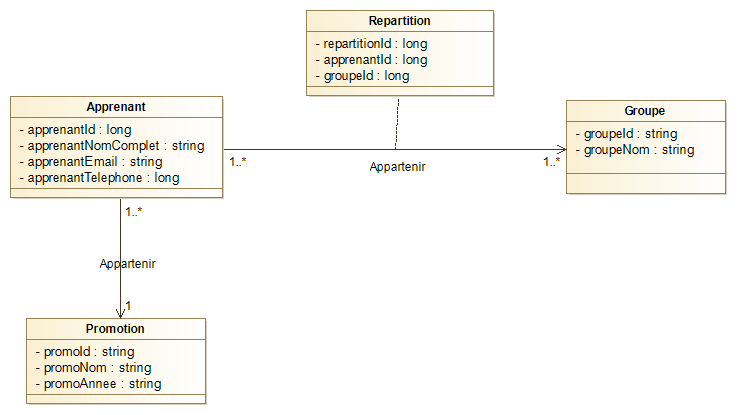 Repartition
- repartitionId : long
- apprenantId : long
- groupeId : long
Apprenant
- apprenantId : long
- apprenantNomComplet : string
- apprenantEmail : string
- apprenantTelephone : long
Groupe
- groupeId : string
- groupeNom : string
1..*
1..*
Appartenir
1..*
Appartenir
1
Promotion
- promoId : string
- promoNom : string
- promoAnnee : string